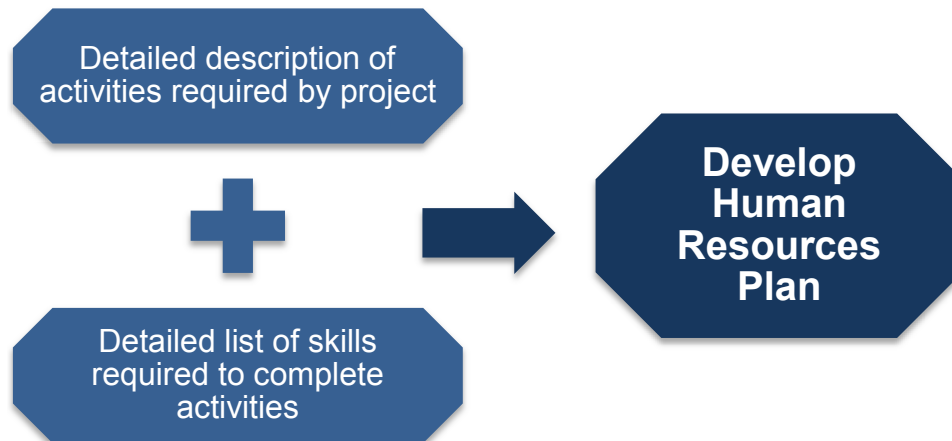 Detailed description of
activities required by project
Detailed list of skills
required to complete
activities
Develop
Human
Resources
Plan